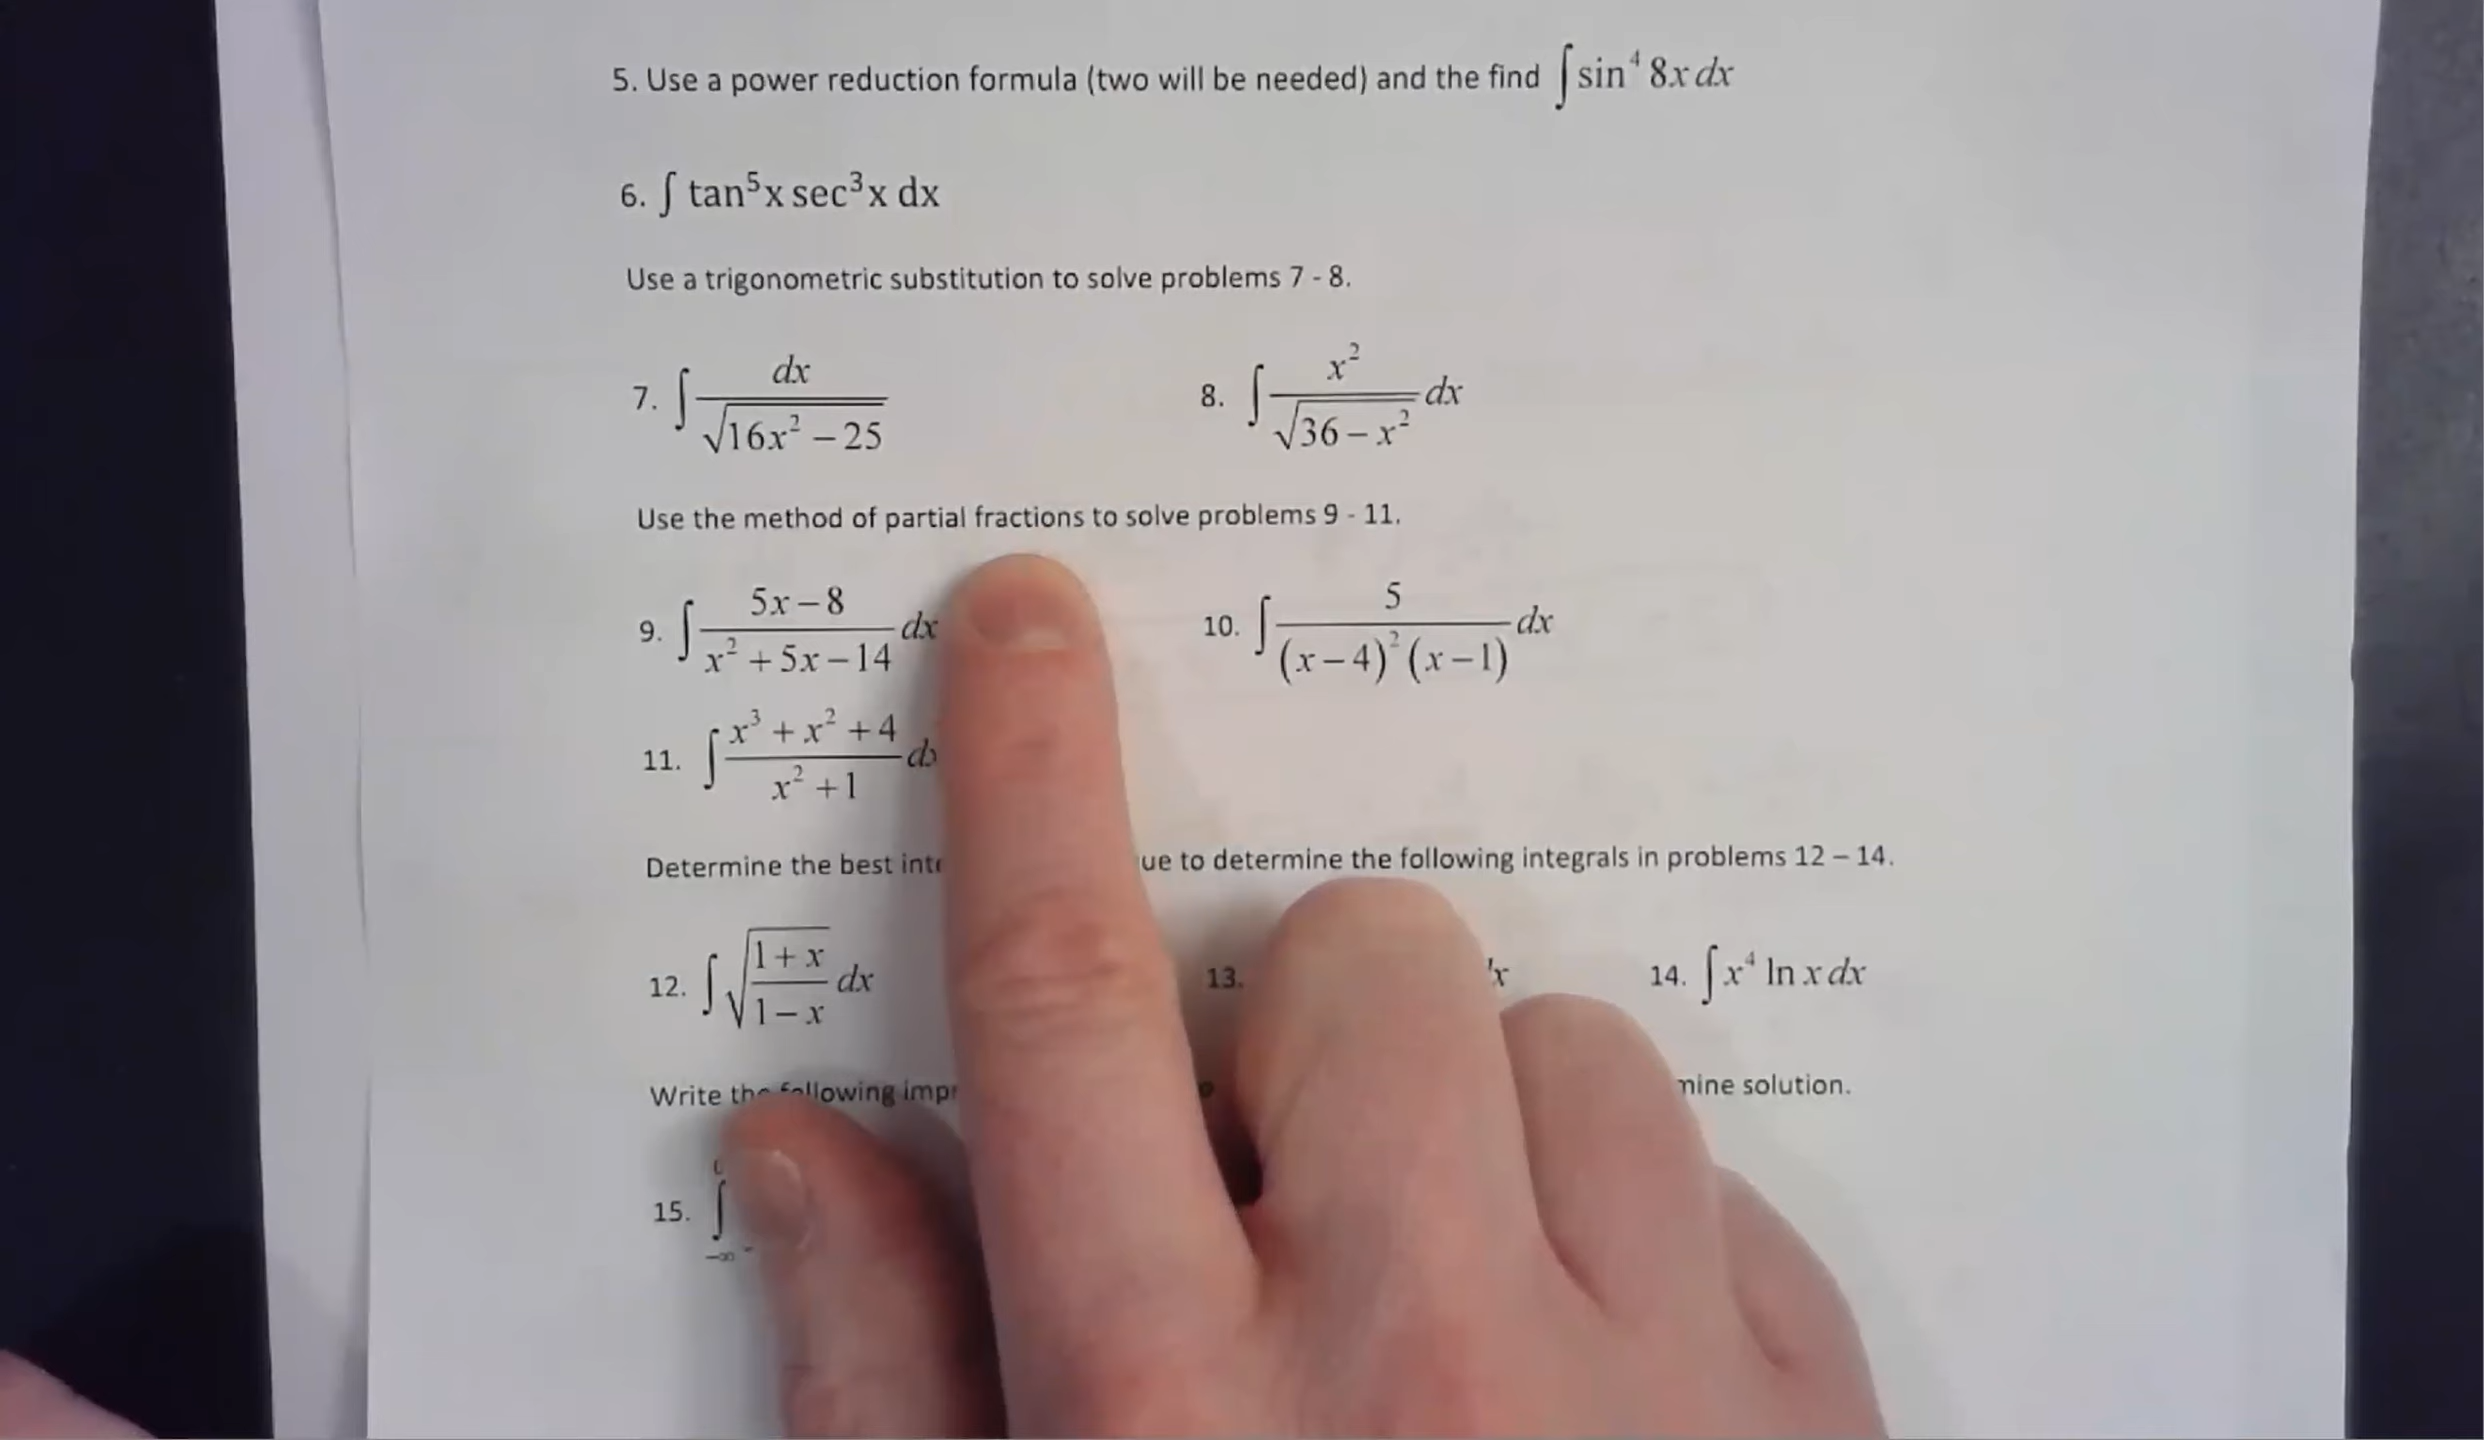 5. Use a power reduction formula (two will be needed) and the find ∫ sin⁴ 8x dx
6. ∫ tan⁵x sec³x dx
Use a trigonometric substitution to solve problems 7 - 8.
7. ∫ dx / √(16x² – 25)    8. ∫ x² / √(36 – x²) dx
Use the method of partial fractions to solve problems 9 - 11.
9. ∫ (5x – 8) / (x² + 5x – 14) dx    10. ∫ 5 / ((x – 4)² (x – 1)) dx
11. ∫ (x³ + x² + 4) / (x² + 1)
Determine the best to determine the following integrals in problems 12 – 14.
12. ∫ √((1 + x) / (1 – x)) dx    13.    14. ∫ x⁴ ln x dx
Write the following solution.
15. ∫ –∞